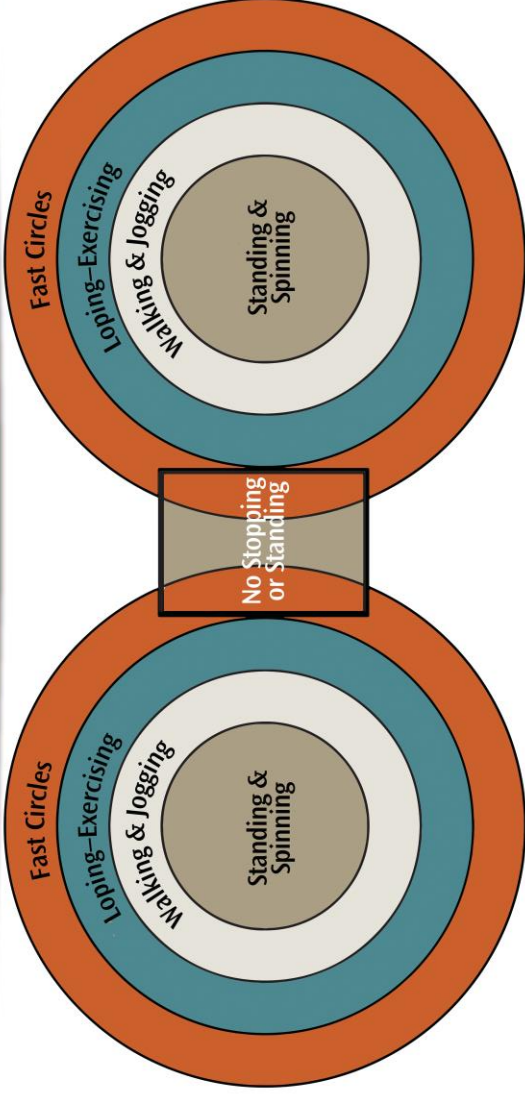 Fast Circles
Loping–Exercising
Walking & Jogging
Standing &
Spinning
No Stopping
or Standing
Fast Circles
Loping–Exercising
Walking & Jogging
Standing &
Spinning